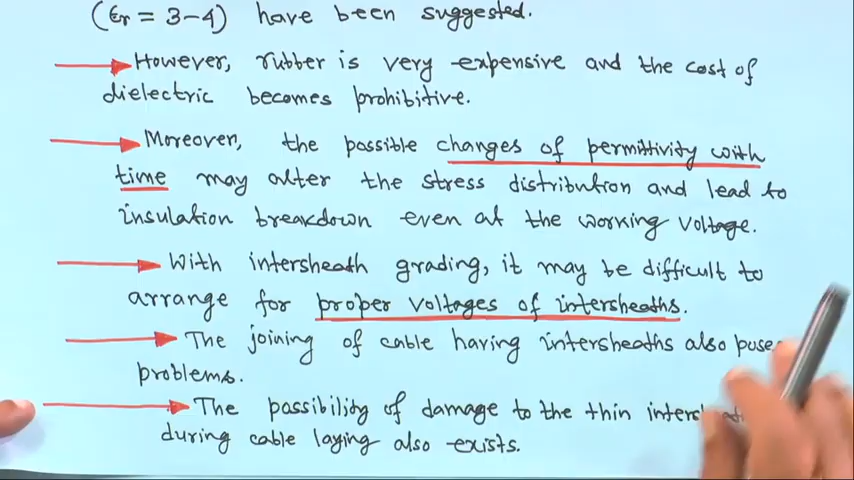 (εr = 3-4) have been suggested.
However, rubber is very expensive and the cost of
dielectric becomes prohibitive.
Moreover, the possible changes of permittivity with
time may alter the stress distribution and lead to
insulation breakdown even at the working voltage.
With intersheath grading, it may be difficult to
arrange for proper voltages of intersheaths.
The joining of cable having intersheaths also
problems.
The possibility of damage to the thin
during cable laying also exists.